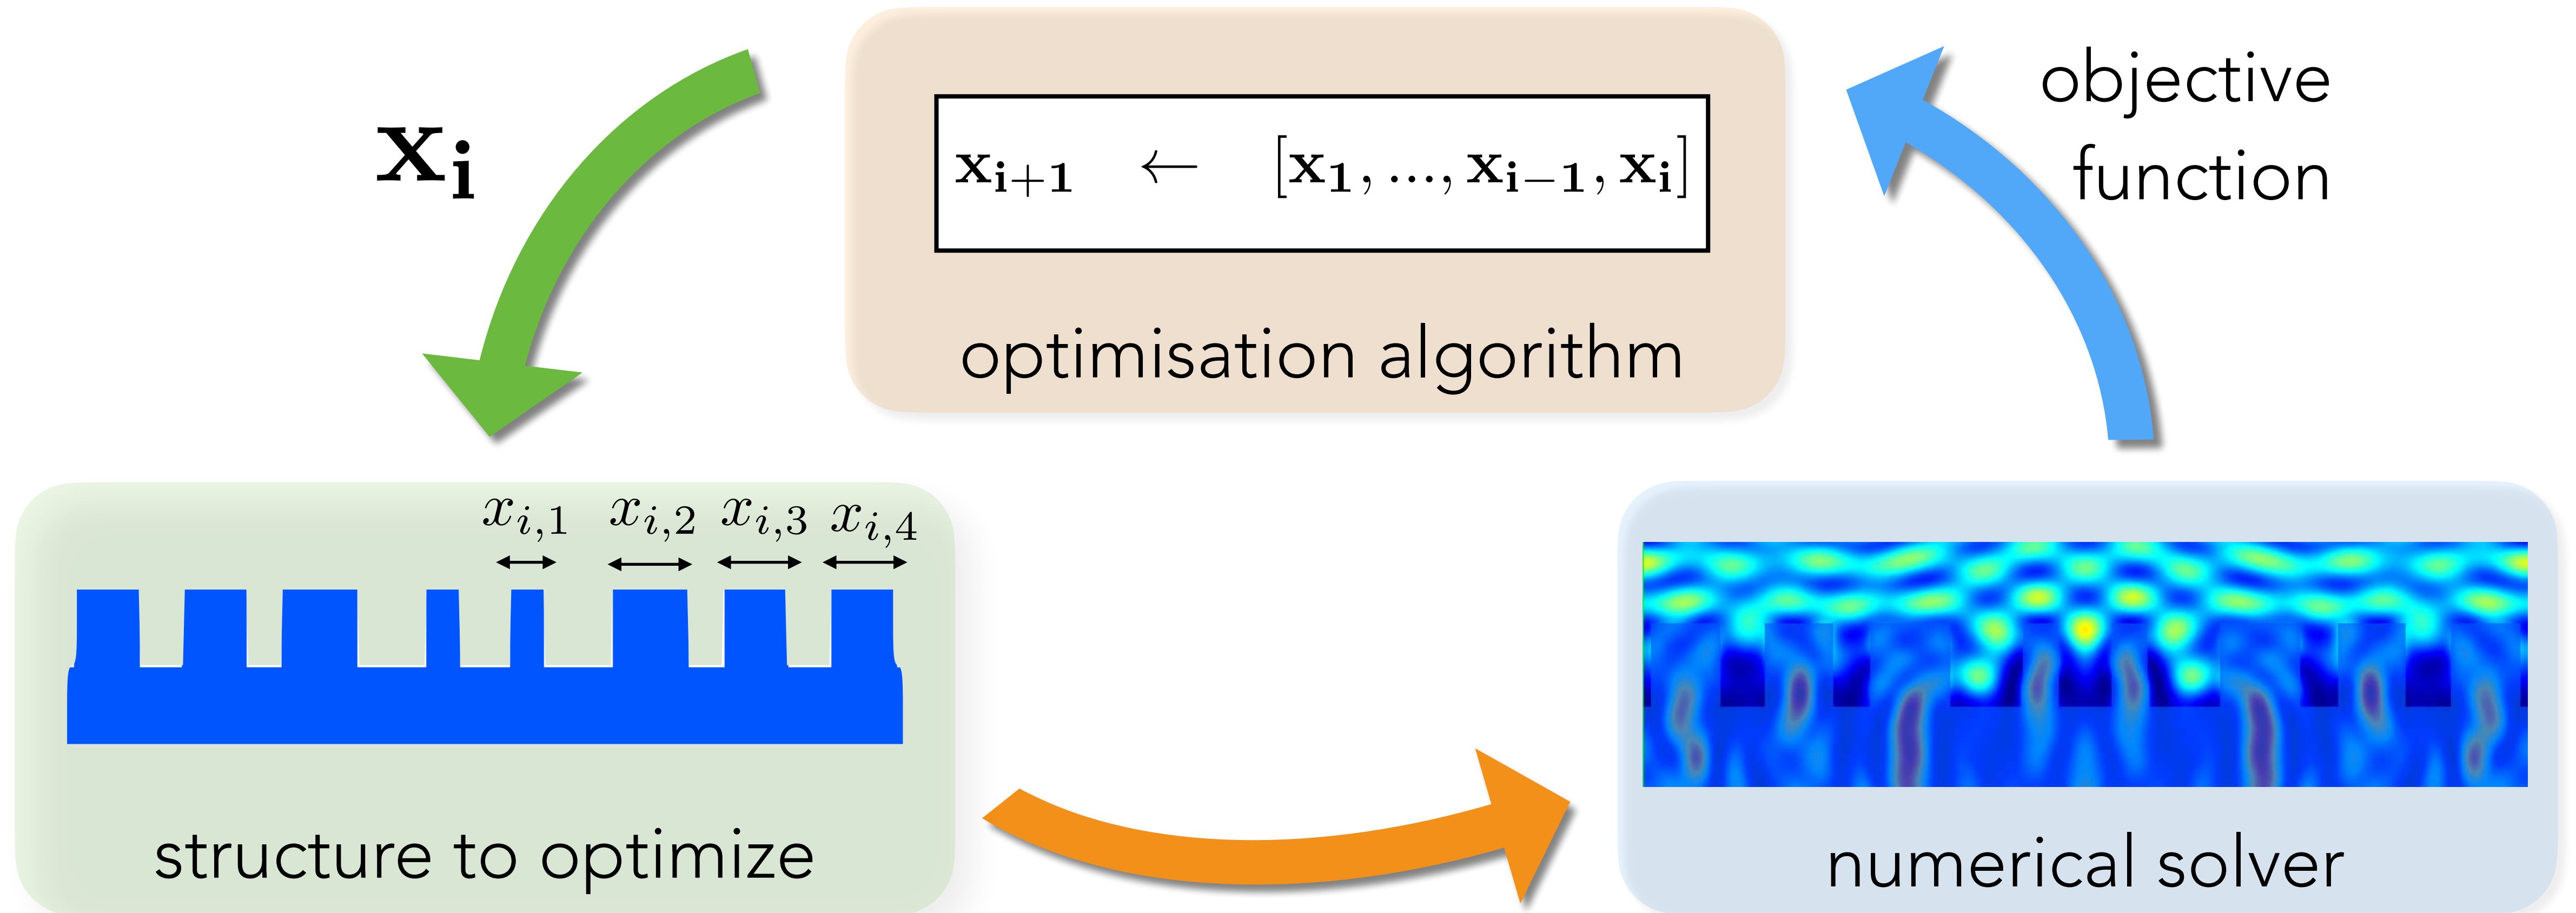 x_i
x_{i+1} ← [x_1, ..., x_{i−1}, x_i]
optimisation algorithm
objective
function
x_{i,1} x_{i,2} x_{i,3} x_{i,4}
structure to optimize
numerical solver